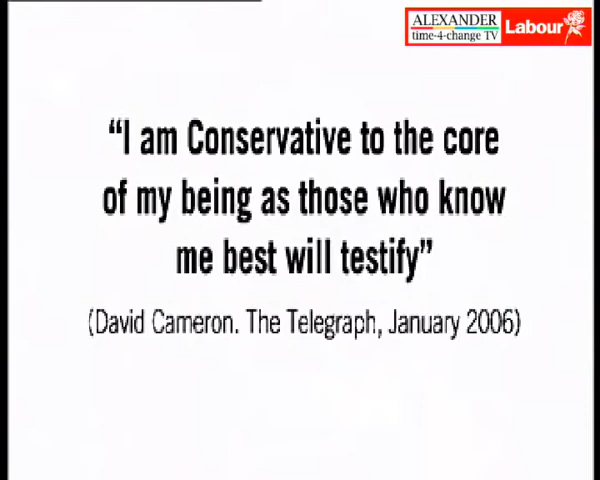 ALEXANDER
time-4-change TV
Labour
“I am Conservative to the core
of my being as those who know
me best will testify”
(David Cameron. The Telegraph, January 2006)